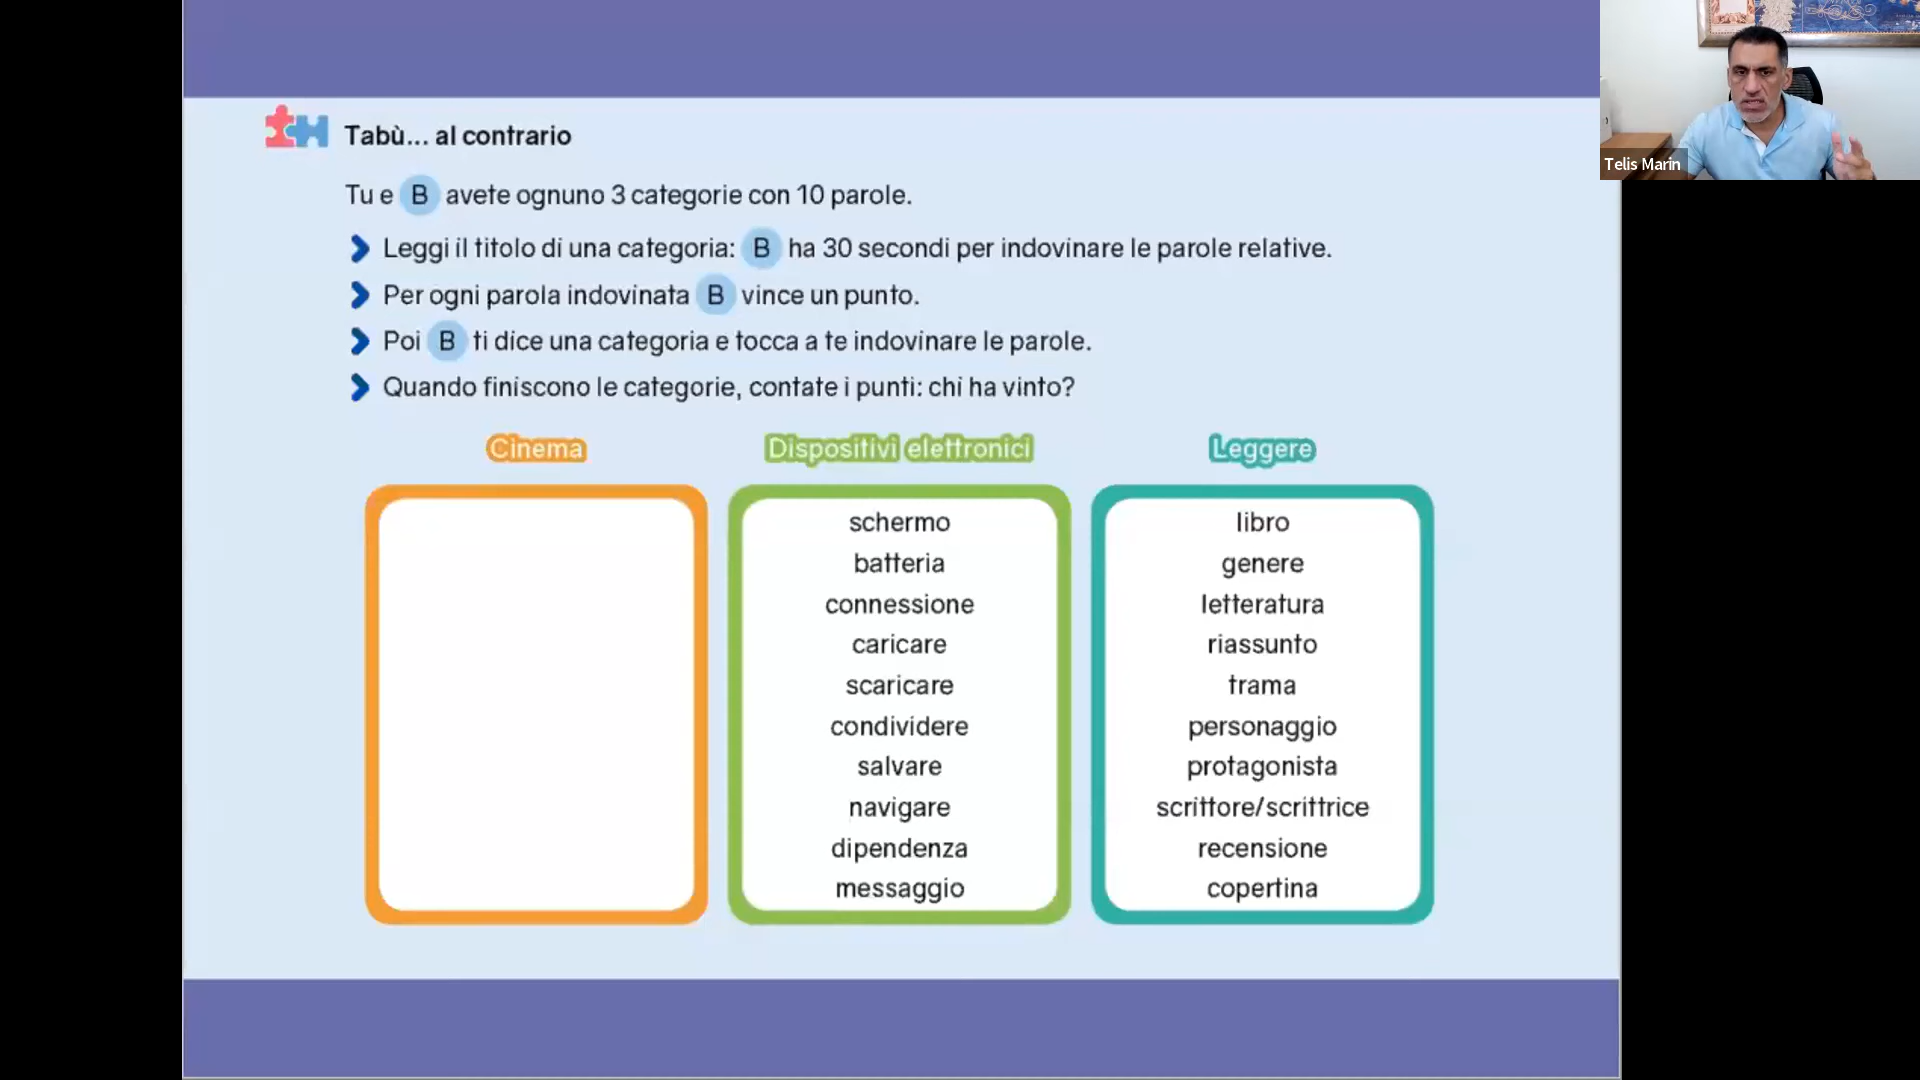 Telis Marin
Tabù... al contrario
Tu e B avete ognuno 3 categorie con 10 parole.
Leggi il titolo di una categoria: B ha 30 secondi per indovinare le parole relative.
Per ogni parola indovinata B vince un punto.
Poi B ti dice una categoria e tocca a te indovinare le parole.
Quando finiscono le categorie, contate i punti: chi ha vinto?
Cinema
Dispositivi elettronici
schermo
batteria
connessione
caricare
scaricare
condividere
salvare
navigare
dipendenza
messaggio
Leggere
libro
genere
letteratura
riassunto
trama
personaggio
protagonista
scrittore/scrittrice
recensione
copertina